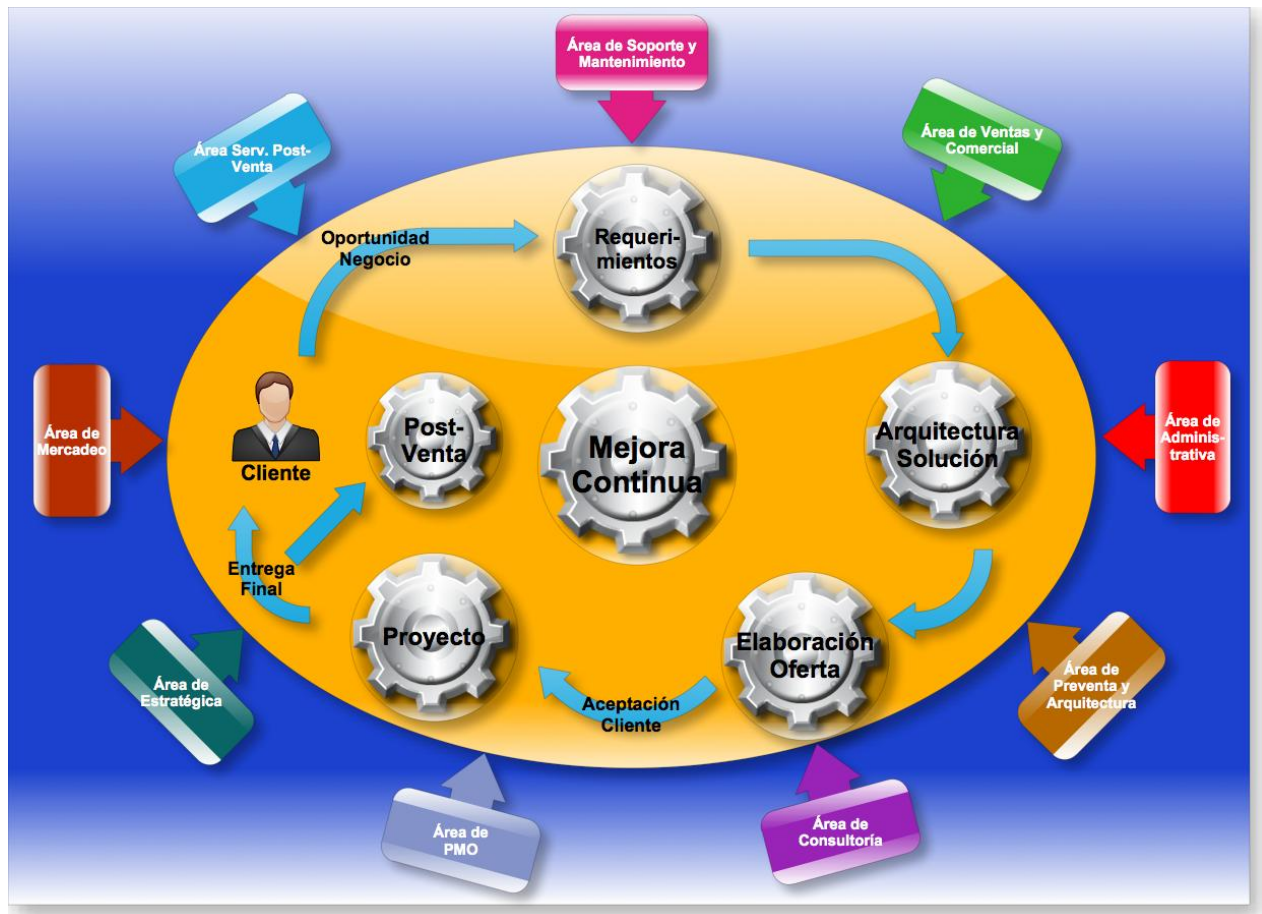 Área de Soporte y
Mantenimiento
Área de Ventas y
Comercial
Área Serv. Post-
Venta
Oportunidad
Negocio
Requeri-
mientos
Área de
Mercadeo
Cliente
Post-
Venta
Mejora
Continua
Arquitectura
Solución
Área de
Adminis-
trativa
Entrega
Final
Proyecto
Elaboración
Oferta
Aceptación
Cliente
Área de
Estratégica
Área de
Preventa y
Arquitectura
Área de
PMO
Área de
Consultoría